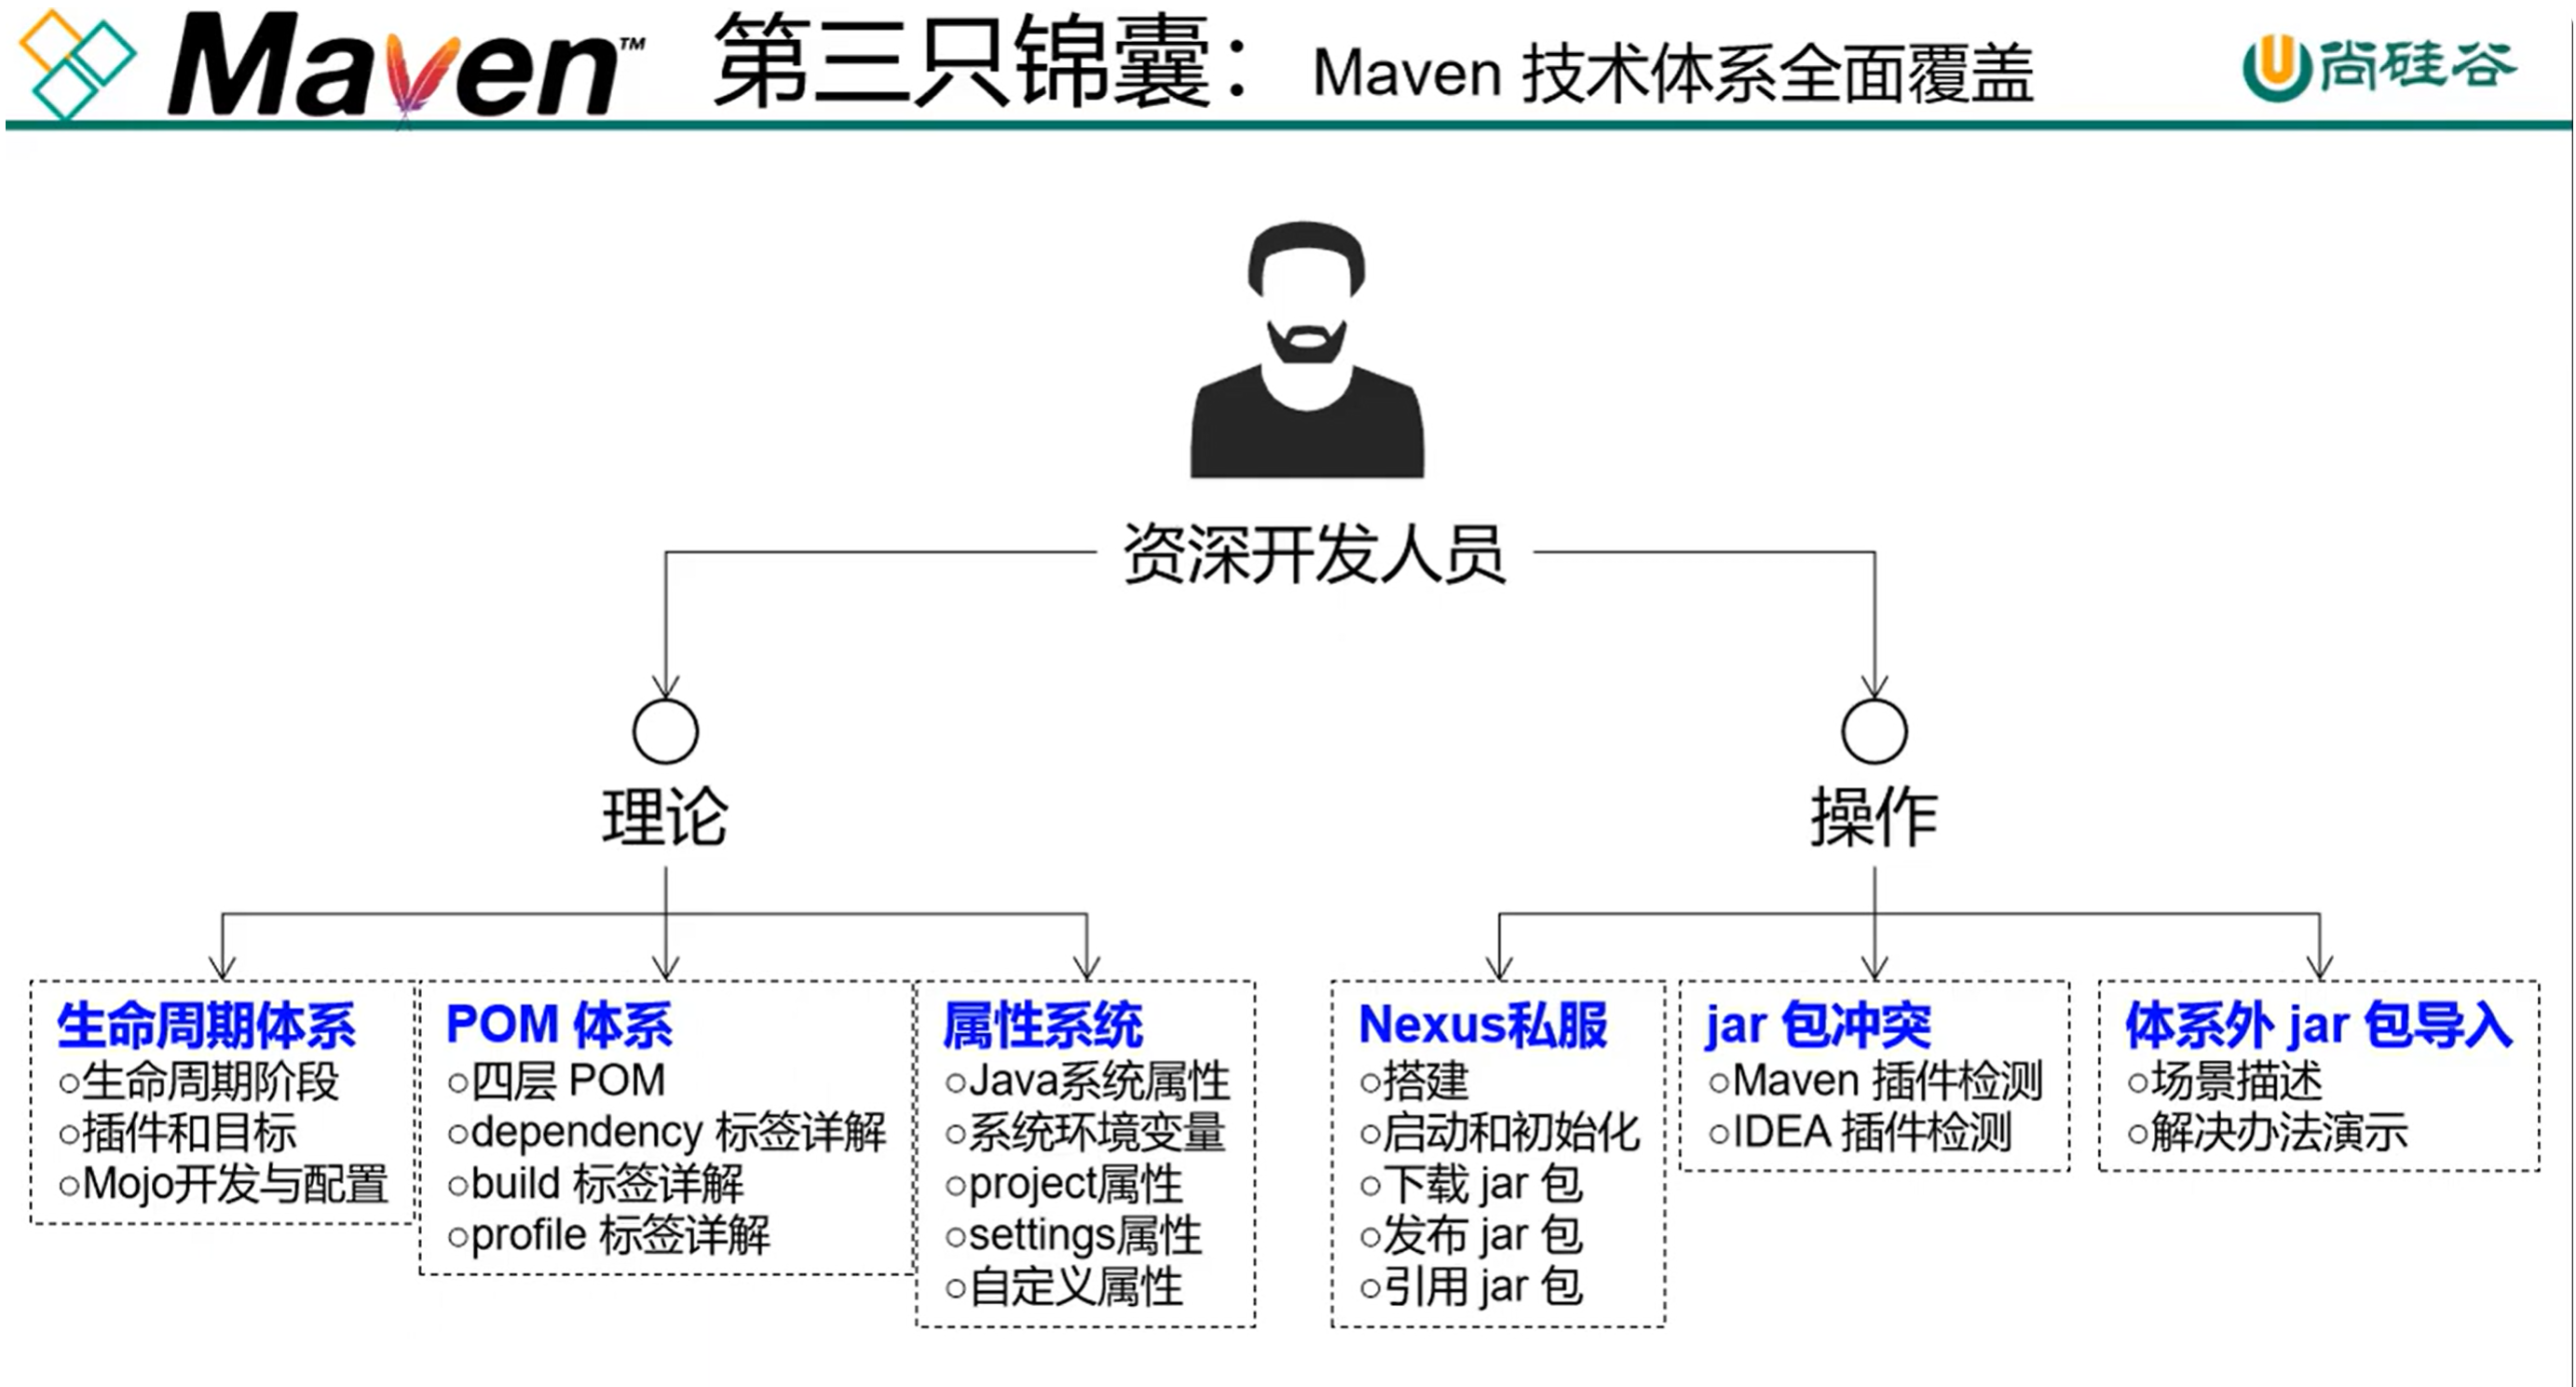 Maven™
第三只锦囊：Maven 技术体系全面覆盖
尚硅谷
资深开发人员
理论
操作
生命周期体系
○生命周期阶段
○插件和目标
○Mojo开发与配置
POM 体系
○四层 POM
○dependency 标签详解
○build 标签详解
○profile 标签详解
属性系统
○Java系统属性
○系统环境变量
○project属性
○settings属性
○自定义属性
Nexus私服
○搭建
○启动和初始化
○下载 jar 包
○发布 jar 包
○引用 jar 包
jar 包冲突
○Maven 插件检测
○IDEA 插件检测
体系外 jar 包导入
○场景描述
○解决办法演示